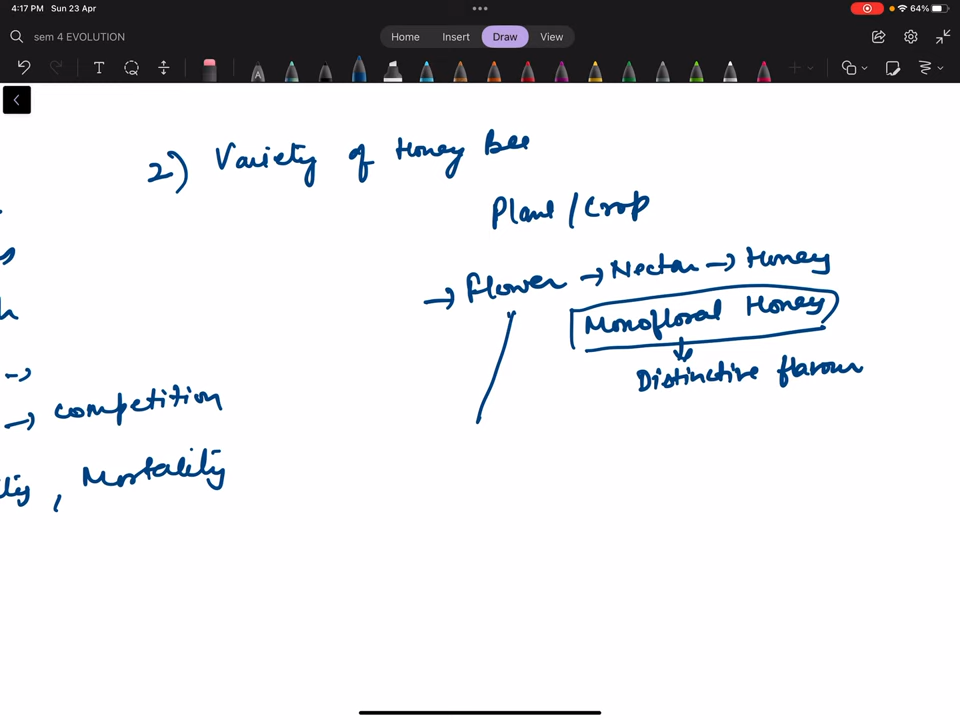 4:17 PM Sun 23 Apr
64%
sem 4 EVOLUTION
Home Insert Draw View
T
A
2) Variety of Honey Bee
Plant / Crop
→ Flower → Nectar → Honey
Monofloral Honey
Distinctive flavour
→ competition
, Mortality